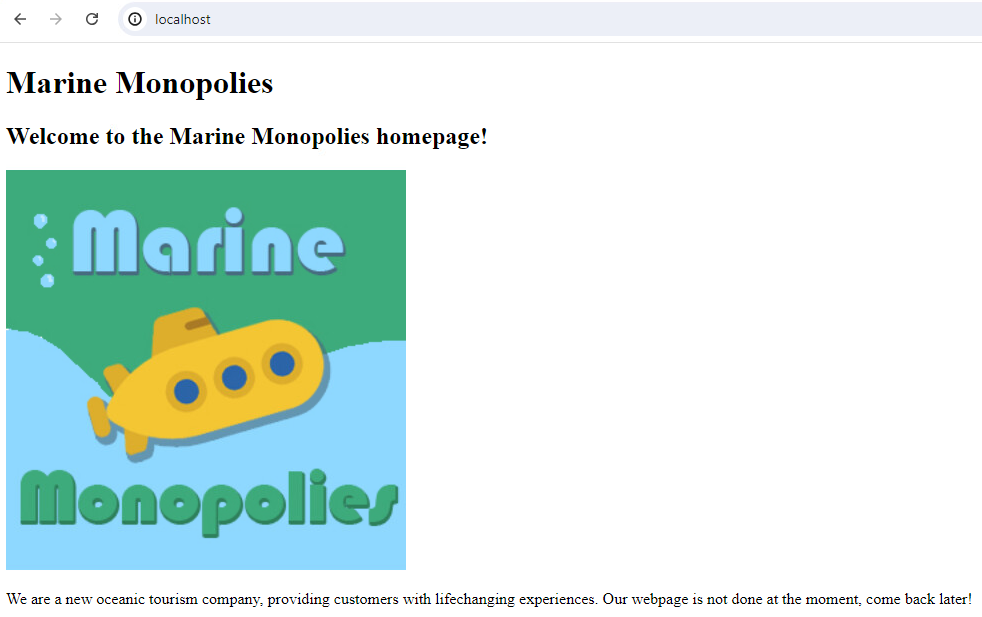 localhost
Marine Monopolies
Welcome to the Marine Monopolies homepage!
Marine
Monopolies
We are a new oceanic tourism company, providing customers with lifechanging experiences. Our webpage is not done at the moment, come back later!